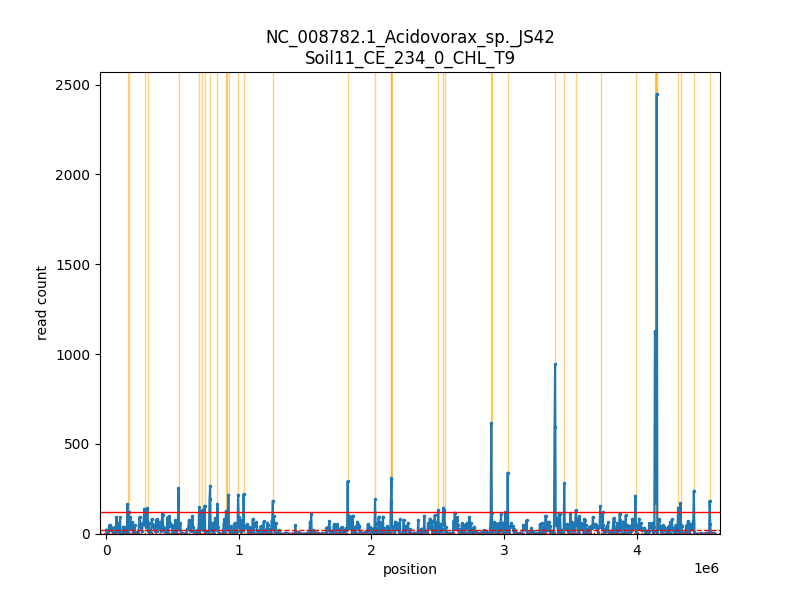 NC_008782.1_Acidovorax_sp._JS42
Soil11_CE_234_0_CHL_T9
2500
2000
1500
1000
500
0
read count
0
1
2
3
4
1e6
position